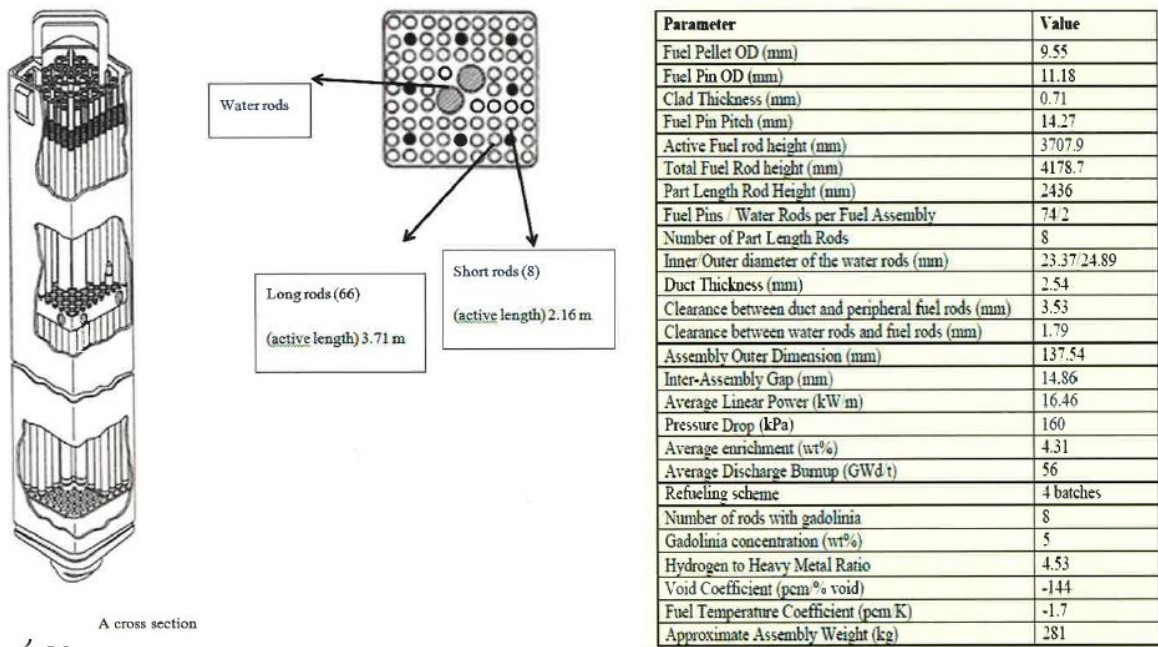 Water rods
Long rods (66)
(active length) 3.71 m
Short rods (8)
(active length) 2.16 m
A cross section
Parameter Value
Fuel Pellet OD (mm) 9.55
Fuel Pin OD (mm) 11.18
Clad Thickness (mm) 0.71
Fuel Pin Pitch (mm) 14.27
Active Fuel rod height (mm) 3707.9
Total Fuel Rod height (mm) 4178.7
Part Length Rod Height (mm) 2436
Fuel Pins / Water Rods per Fuel Assembly 74/2
Number of Part Length Rods 8
Inner/Outer diameter of the water rods (mm) 23.37/24.89
Duct Thickness (mm) 2.54
Clearance between duct and peripheral fuel rods (mm) 3.53
Clearance between water rods and fuel rods (mm) 1.79
Assembly Outer Dimension (mm) 137.54
Inter-Assembly Gap (mm) 14.86
Average Linear Power (kW/m) 16.46
Pressure Drop (kPa) 160
Average enrichment (wt%) 4.31
Average Discharge Burnup (GWd/t) 56
Refueling scheme 4 batches
Number of rods with gadolinia 8
Gadolinia concentration (wt%) 5
Hydrogen to Heavy Metal Ratio 4.53
Void Coefficient (pcm/% void) -144
Fuel Temperature Coefficient (pcm/K) -1.7
Approximate Assembly Weight (kg) 281